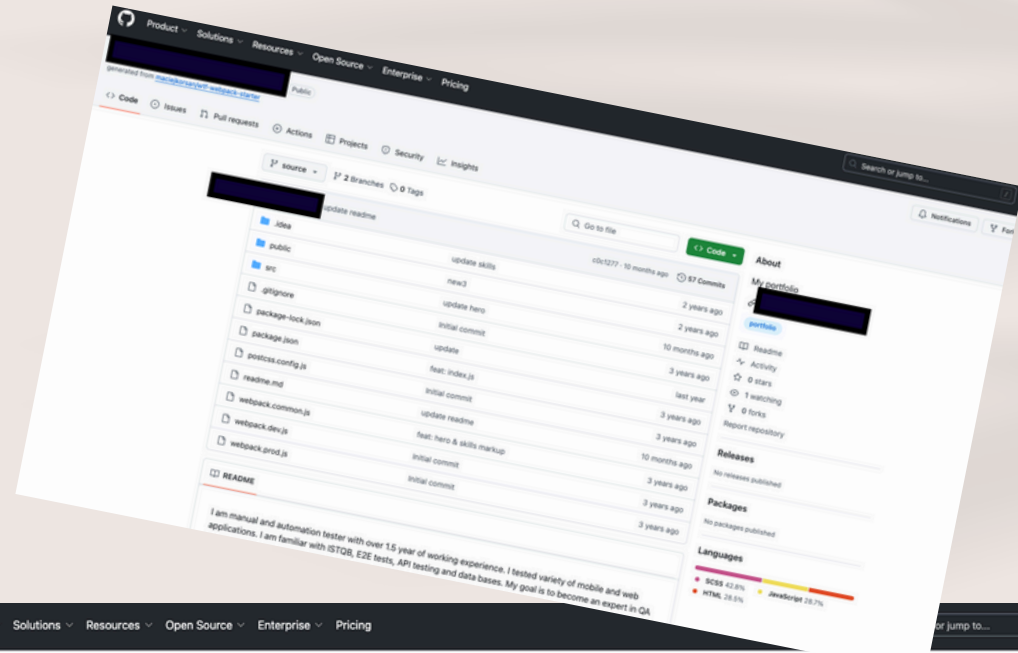 Product Solutions Resources Open Source Enterprise Pricing
Search or jump to... /
Public
generated from maciejkorsan/wtf-webpack-starter
Notifications
Code Issues Pull requests Actions Projects Security Insights
source 2 Branches 0 Tags
Go to file
Code
update readme
c0c1277 · 10 months ago 57 Commits
.idea update skills 2 years ago
public new3 2 years ago
src update hero 10 months ago
.gitignore Initial commit 3 years ago
package-lock.json update last year
package.json feat: index.js 3 years ago
postcss.config.js Initial commit 3 years ago
readme.md update readme 10 months ago
webpack.common.js feat: hero & skills markup 3 years ago
webpack.dev.js Initial commit 3 years ago
webpack.prod.js Initial commit 3 years ago
README
I am manual and automation tester with over 1.5 year of working experience. I tested variety of mobile and web
applications. I am familiar with ISTQB, E2E tests, API testing and data bases. My goal is to become an expert in QA
About
My portfolio
portfolio
Readme
Activity
0 stars
1 watching
0 forks
Report repository
Releases
No releases published
Packages
No packages published
Languages
SCSS 42.8% JavaScript 28.7%
HTML 28.5%
Solutions Resources Open Source Enterprise Pricing
or jump to...